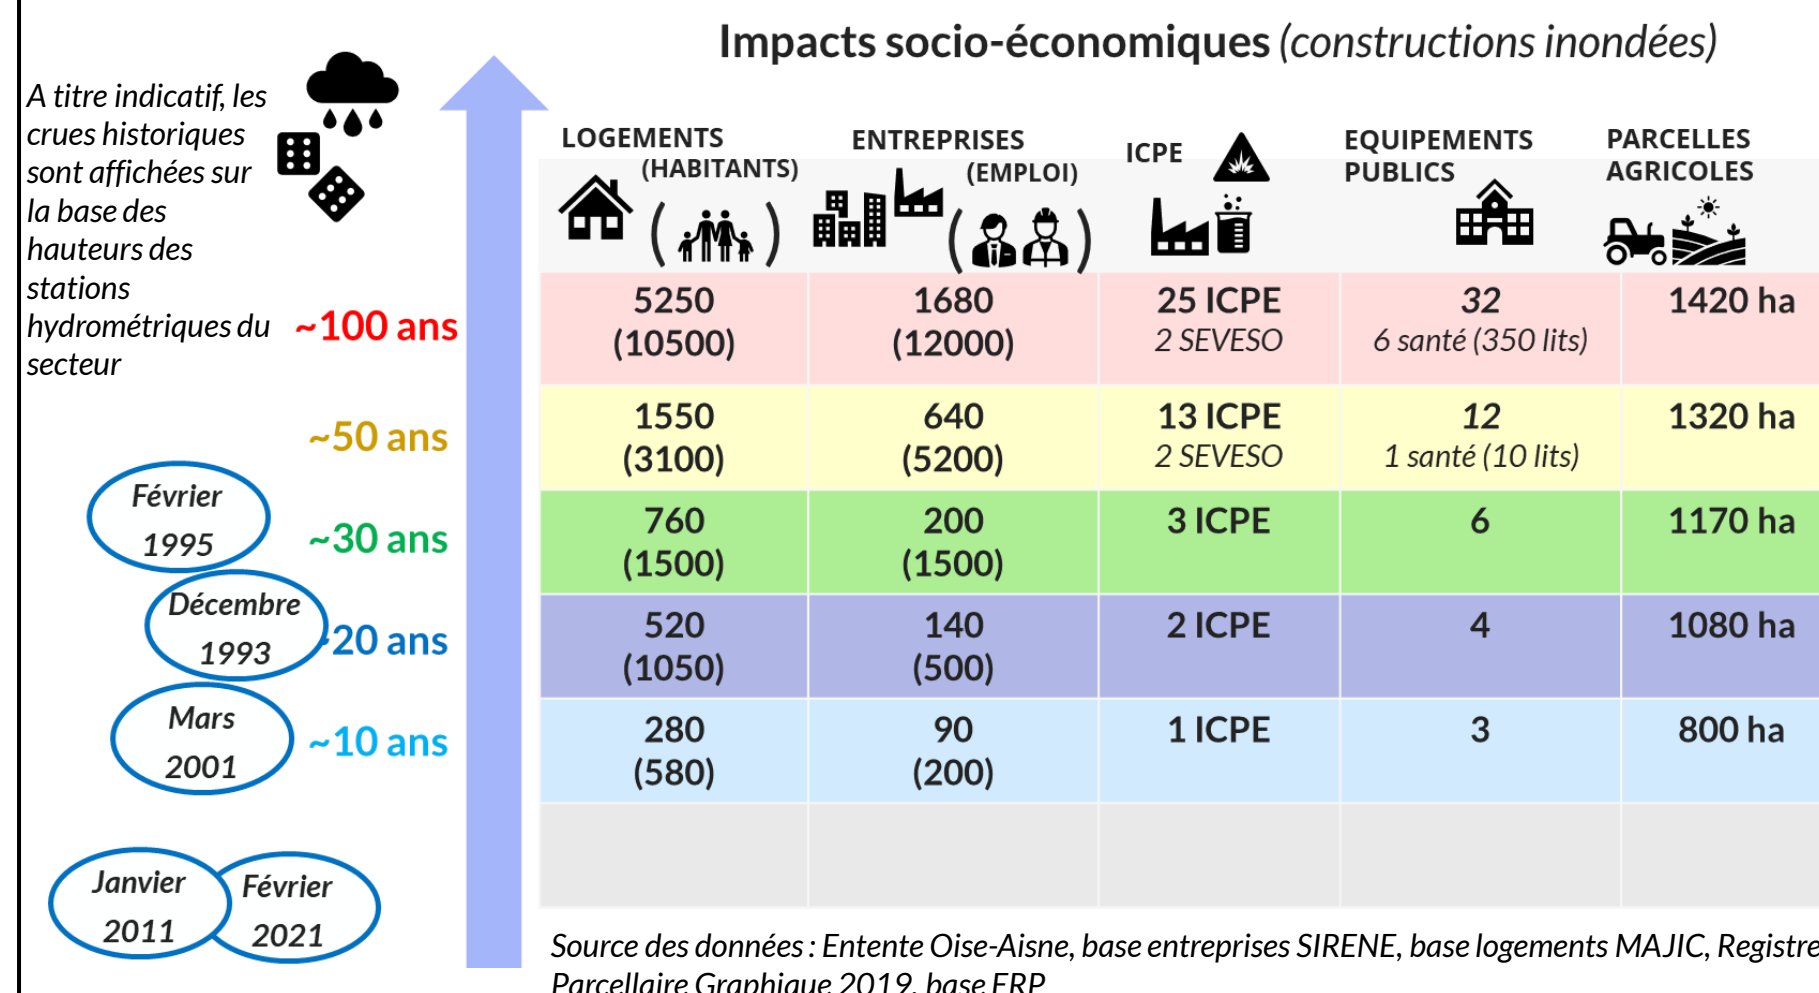 Impacts socio-économiques (constructions inondées)
A titre indicatif, les
crues historiques
sont affichées sur
la base des
hauteurs des
stations
hydrométriques du
secteur
LOGEMENTS
(HABITANTS)
ENTREPRISES
(EMPLOI)
ICPE
EQUIPEMENTS
PUBLICS
PARCELLES
AGRICOLES
~100 ans
5250
(10500)
1680
(12000)
25 ICPE
2 SEVESO
32
6 santé (350 lits)
1420 ha
~50 ans
1550
(3100)
640
(5200)
13 ICPE
2 SEVESO
12
1 santé (10 lits)
1320 ha
Février
1995
~30 ans
760
(1500)
200
(1500)
3 ICPE
6
1170 ha
Décembre
1993
~20 ans
520
(1050)
140
(500)
2 ICPE
4
1080 ha
Mars
2001
~10 ans
280
(580)
90
(200)
1 ICPE
3
800 ha
Janvier
2011
Février
2021
Source des données : Entente Oise-Aisne, base entreprises SIRENE, base logements MAJIC, Registre
Parcellaire Graphique 2019, base ERP